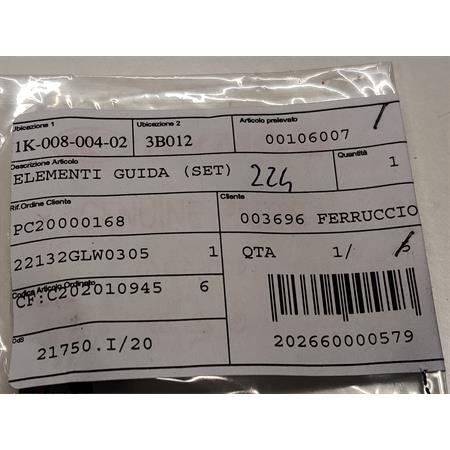 Ubicazione 1
Ubicazione 2
Articolo prelevato
1K-008-004-02
3B012
00106007
Descrizione Articolo
Quantità
ELEMENTI GUIDA (SET) 224
1
Rif.Ordine Cliente
Cliente
PC20000168
003696 FERRUCCIO
22132GLW0305 1
QTA 1/
Codice Articolo Ordinato
CF:C202010945 6
OdS
21750.I/20
202660000579